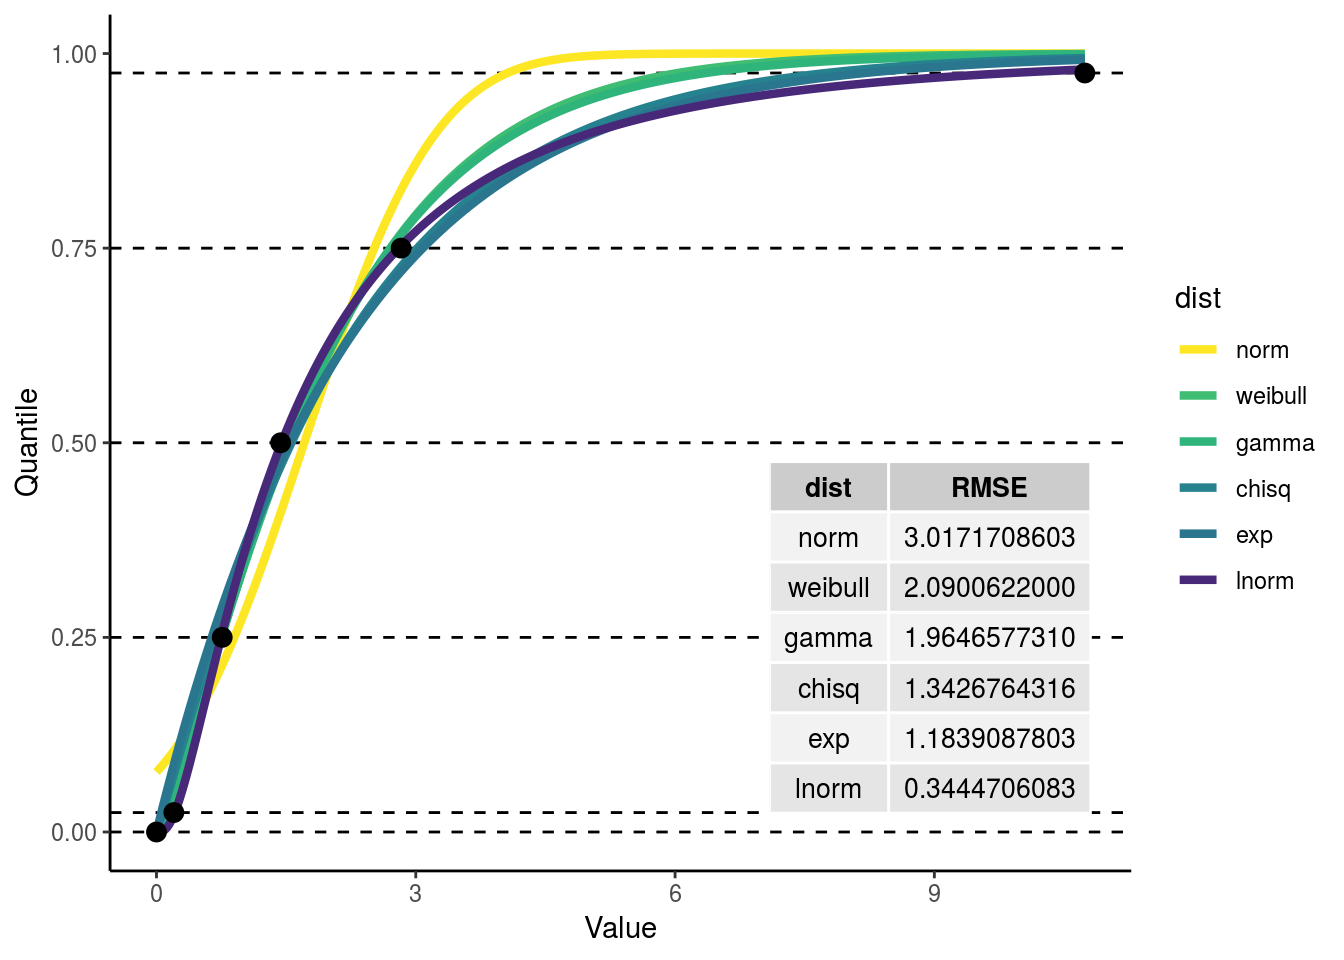 1.00
0.75
0.50
0.25
0.00
Quantile
0 3 6 9
Value
dist RMSE
norm 3.0171708603
weibull 2.0900622000
gamma 1.9646577310
chisq 1.3426764316
exp 1.1839087803
lnorm 0.3444706083
dist
norm
weibull
gamma
chisq
exp
lnorm